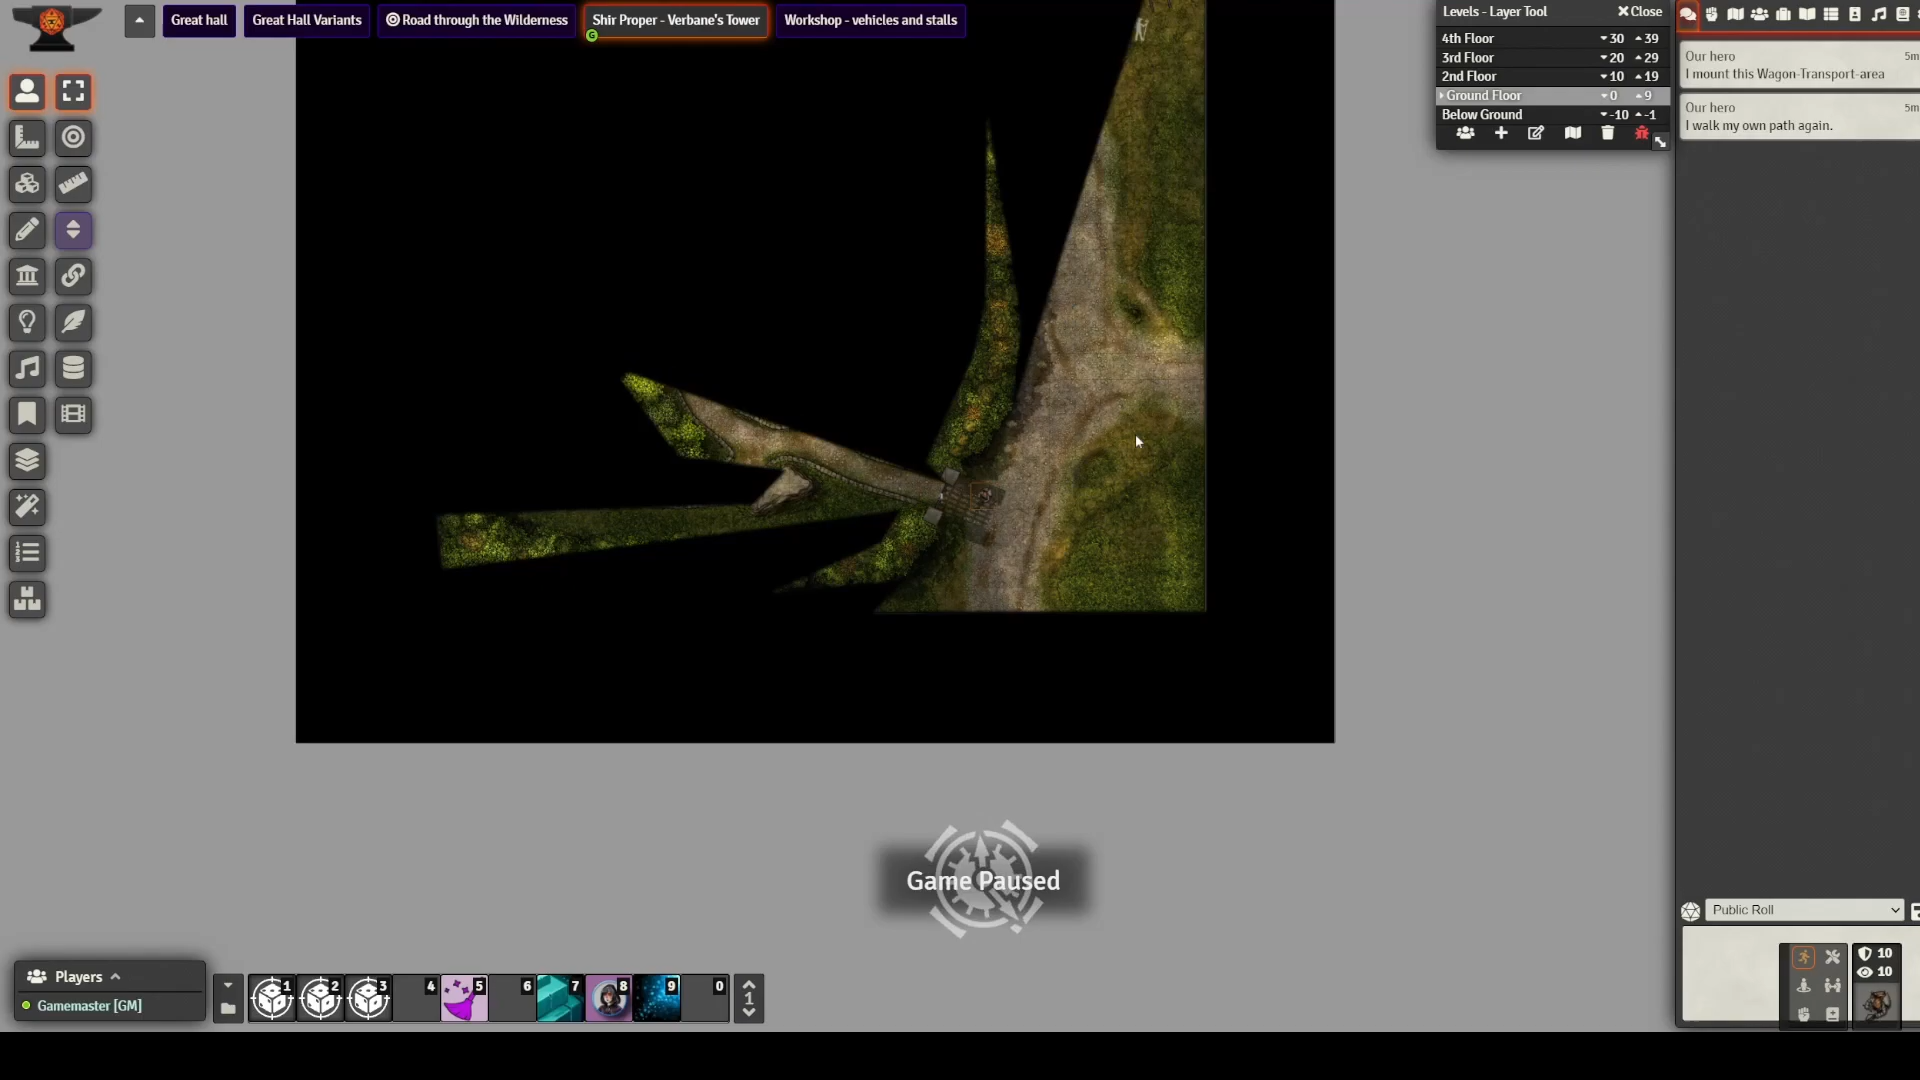 Great hall
Great Hall Variants
Road through the Wilderness
Shir Proper - Verbane's Tower
G
Workshop - vehicles and stalls
Levels - Layer Tool
Close
4th Floor 30 39
3rd Floor 20 29
2nd Floor 10 19
Ground Floor 0 9
Below Ground -10 -1
Our hero 5m
I mount this Wagon-Transport-area
Our hero 5m
I walk my own path again.
Game Paused
Public Roll
10
10
Players
Gamemaster [GM]
1 2 3 4 5 6 7 8 9 0
1